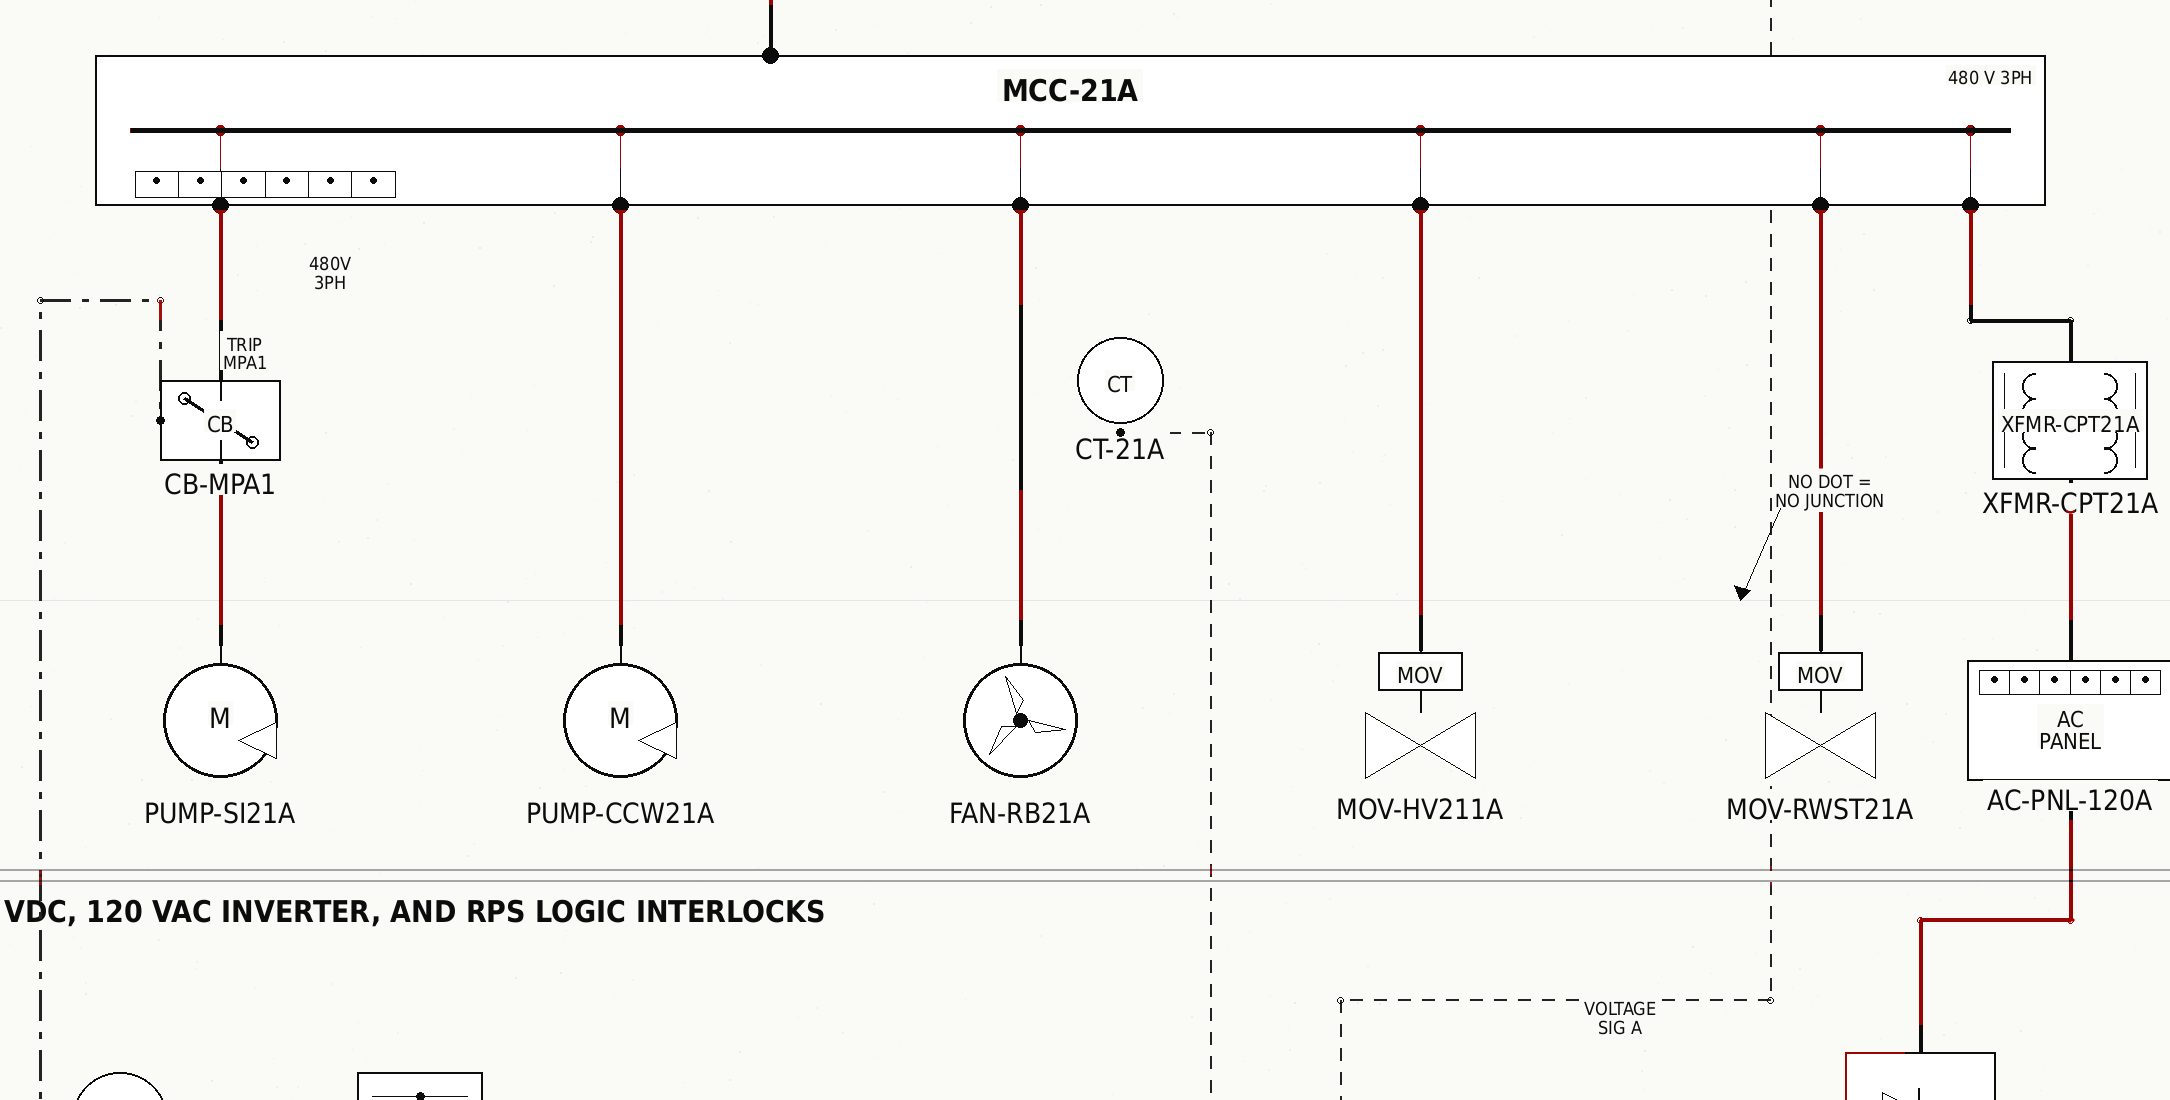 MCC-21A
480 V 3PH
480V
3PH
TRIP
MPA1
CB
CB-MPA1
CT
CT-21A
NO DOT =
NO JUNCTION
XFMR-CPT21A
XFMR-CPT21A
M
M
MOV
MOV
AC
PANEL
PUMP-SI21A
PUMP-CCW21A
FAN-RB21A
MOV-HV211A
MOV-RWST21A
AC-PNL-120A
VDC, 120 VAC INVERTER, AND RPS LOGIC INTERLOCKS
VOLTAGE
SIG A